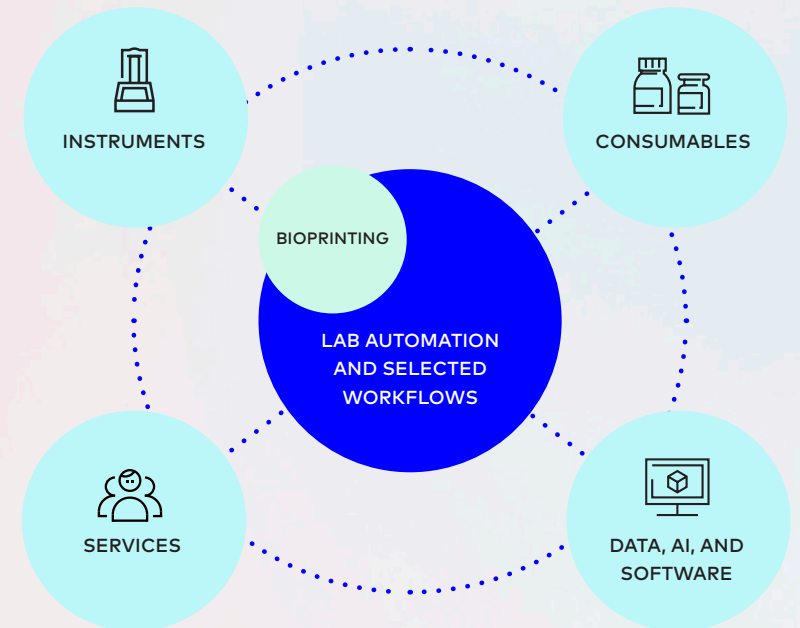 INSTRUMENTS
CONSUMABLES
BIOPRINTING
LAB AUTOMATION
AND SELECTED
WORKFLOWS
SERVICES
DATA, AI, AND
SOFTWARE